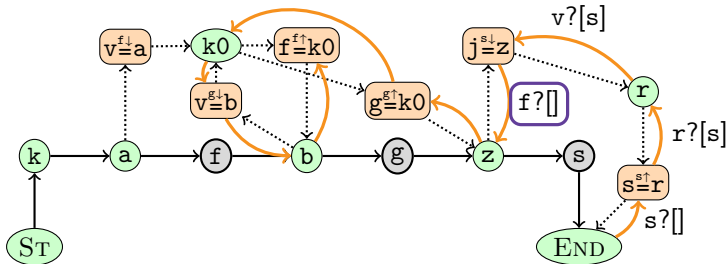 v?[s]
v=a f↓
k0
f=k0 f↑
j=z s↓
v=b f↓
g=k0 g↑
f?[]
r
r?[s]
k
a
f
b
g
z
s
s=r s↑
s?[]
ST
END